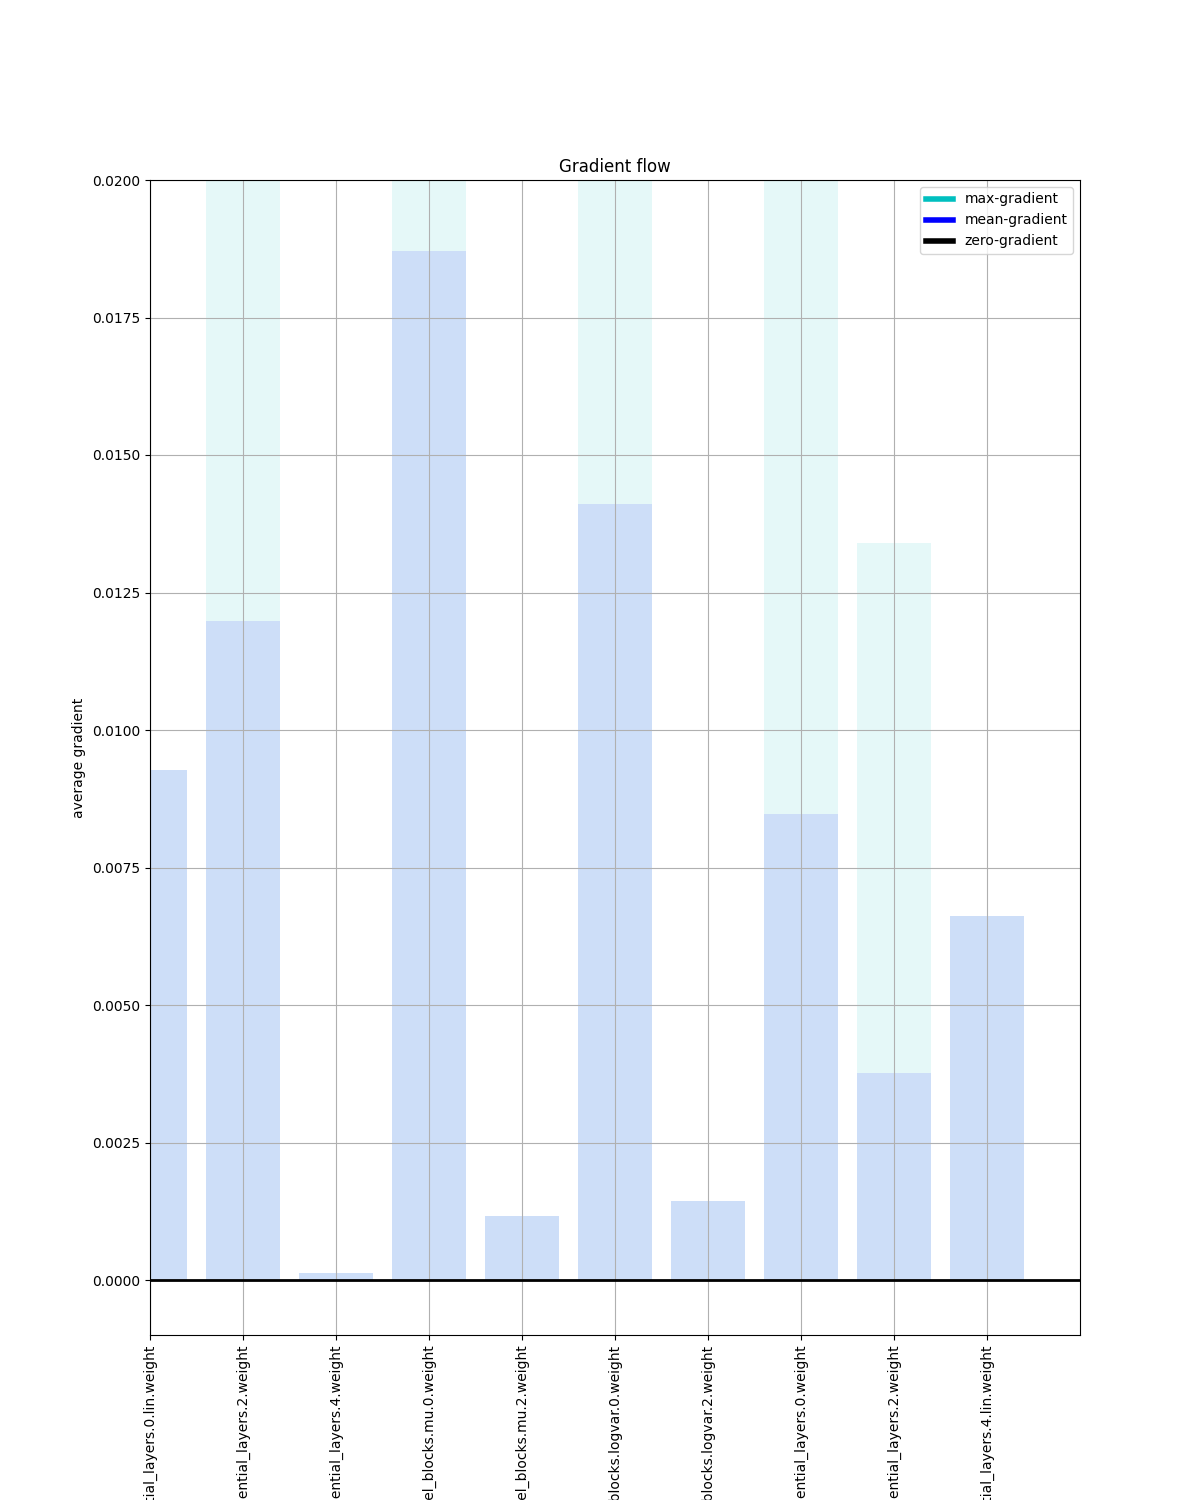 Gradient flow
max-gradient
mean-gradient
zero-gradient
0.0200
0.0175
0.0150
0.0125
0.0100
0.0075
0.0050
0.0025
0.0000
average gradient
tial_layers.0.lin.weight
ential_layers.2.weight
ential_layers.4.weight
el_blocks.mu.0.weight
el_blocks.mu.2.weight
blocks.logvar.0.weight
blocks.logvar.2.weight
ential_layers.0.weight
ential_layers.2.weight
tial_layers.4.lin.weight